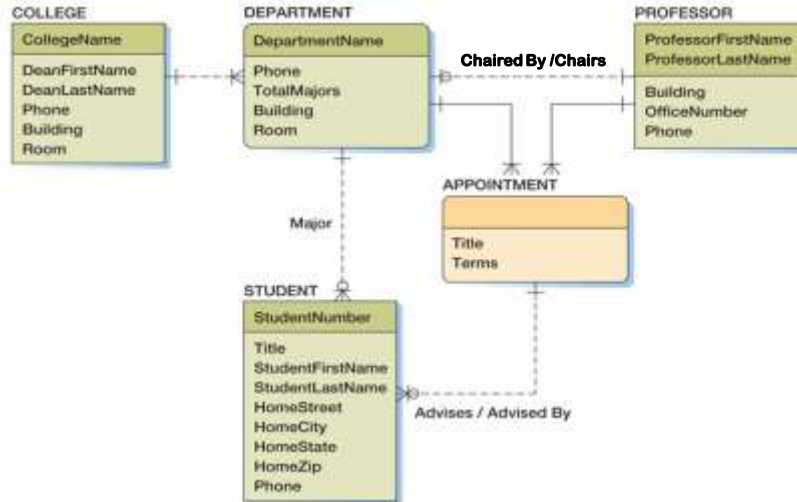 COLLEGE
CollegeName
DeanFirstName
DeanLastName
Phone
Building
Room
DEPARTMENT
DepartmentName
Phone
TotalMajors
Building
Room
Chaired By /Chairs
PROFESSOR
ProfessorFirstName
ProfessorLastName
Building
OfficeNumber
Phone
APPOINTMENT
Title
Terms
Major
STUDENT
StudentNumber
Title
StudentFirstName
StudentLastName
HomeStreet
HomeCity
HomeState
HomeZip
Phone
Advises / Advised By